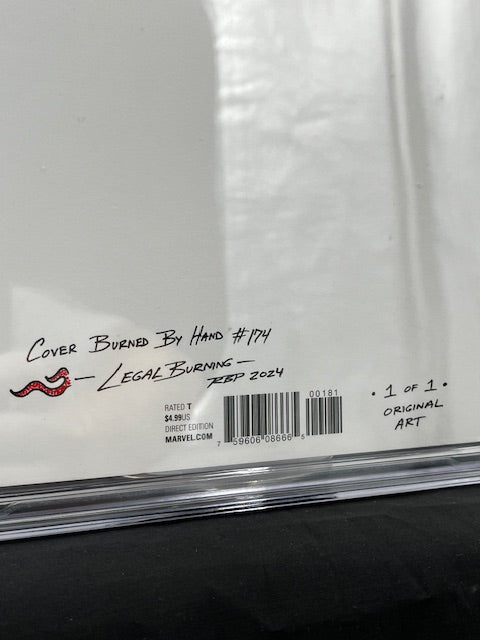 COVER BURNED BY HAND #174
— LEGAL BURNING —
RBP 2024
RATED T
$4.99US
DIRECT EDITION
MARVEL.COM
00181
7 59606 08666 5
• 1 OF 1 •
ORIGINAL
ART